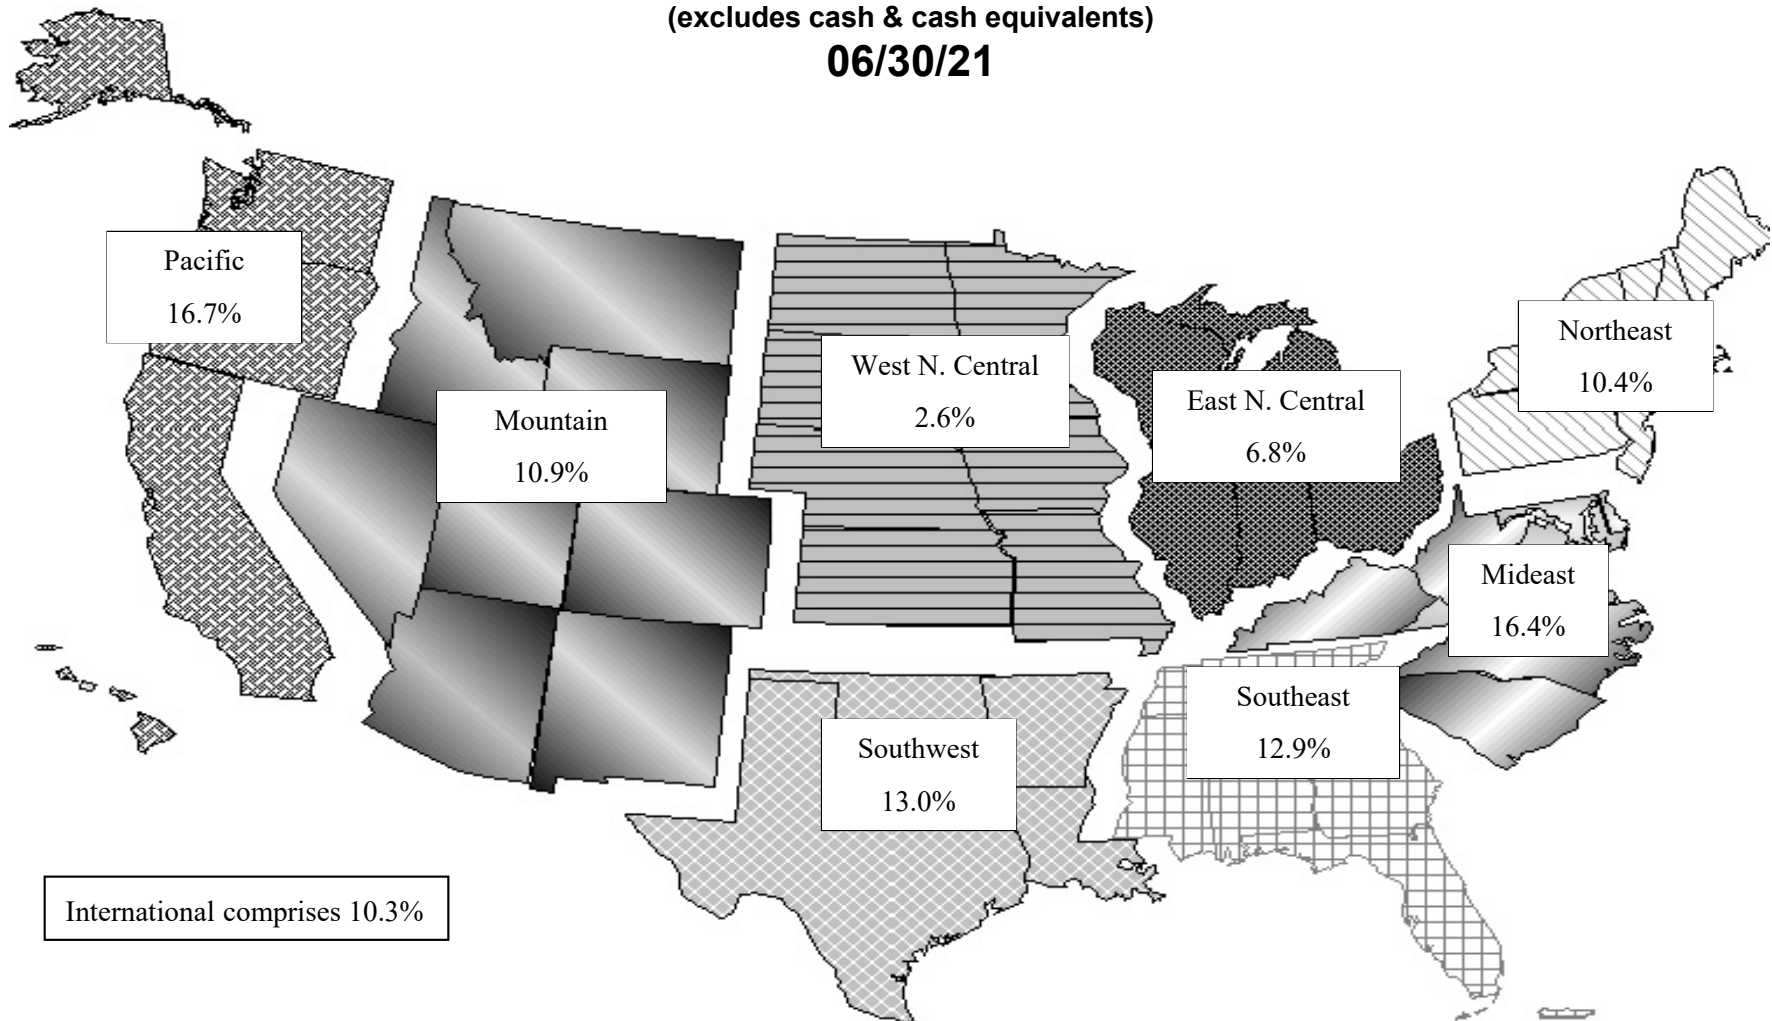 (excludes cash & cash equivalents)
06/30/21
Pacific
16.7%
Mountain
10.9%
West N. Central
2.6%
East N. Central
6.8%
Northeast
10.4%
Mideast
16.4%
Southeast
12.9%
Southwest
13.0%
International comprises 10.3%